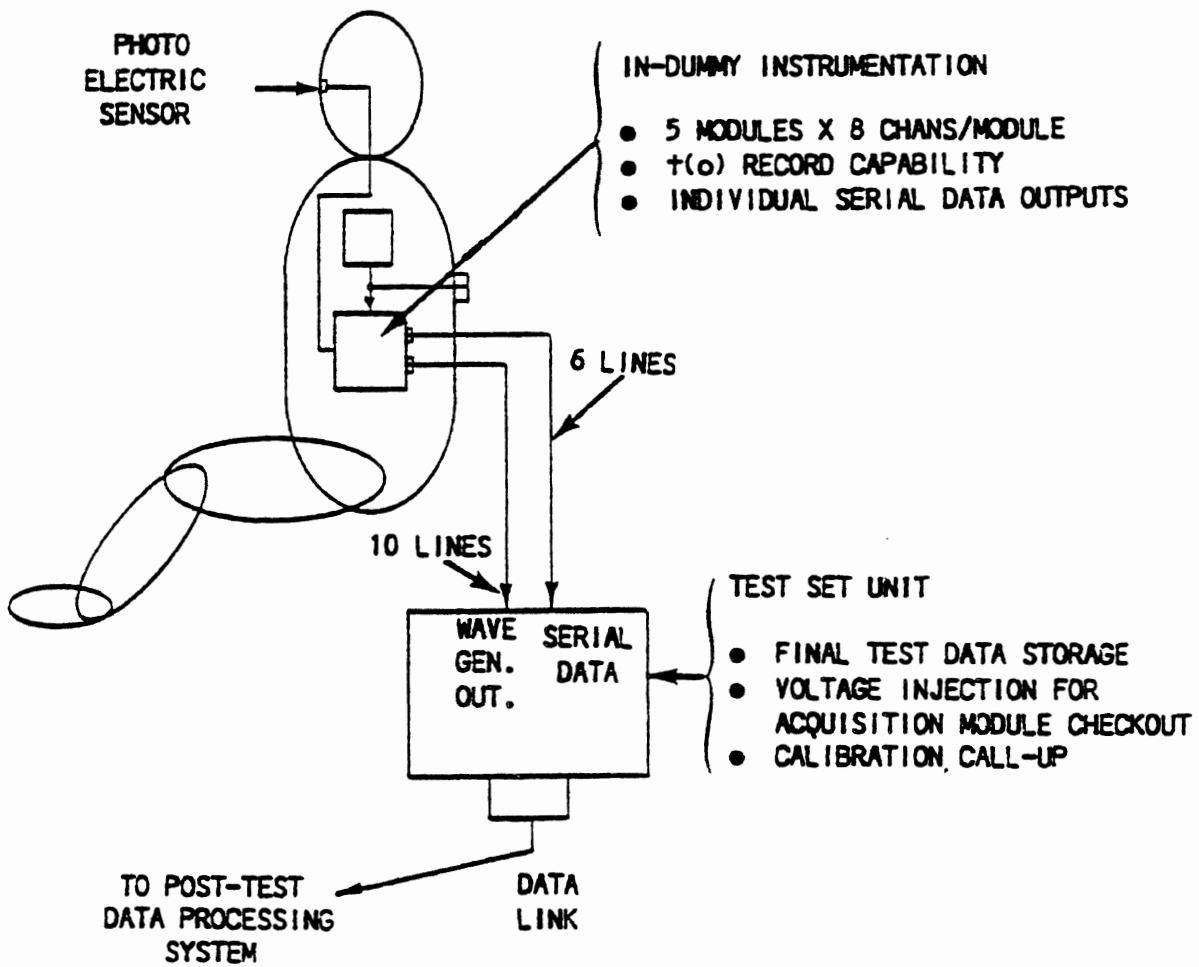 PHOTO
ELECTRIC
SENSOR
IN-DUMMY INSTRUMENTATION
● 5 MODULES X 8 CHANS/MODULE
● t(o) RECORD CAPABILITY
● INDIVIDUAL SERIAL DATA OUTPUTS
6 LINES
10 LINES
WAVE
GEN.
OUT.
SERIAL
DATA
TEST SET UNIT
● FINAL TEST DATA STORAGE
● VOLTAGE INJECTION FOR
ACQUISITION MODULE CHECKOUT
● CALIBRATION CALL-UP
TO POST-TEST
DATA PROCESSING
SYSTEM
DATA
LINK